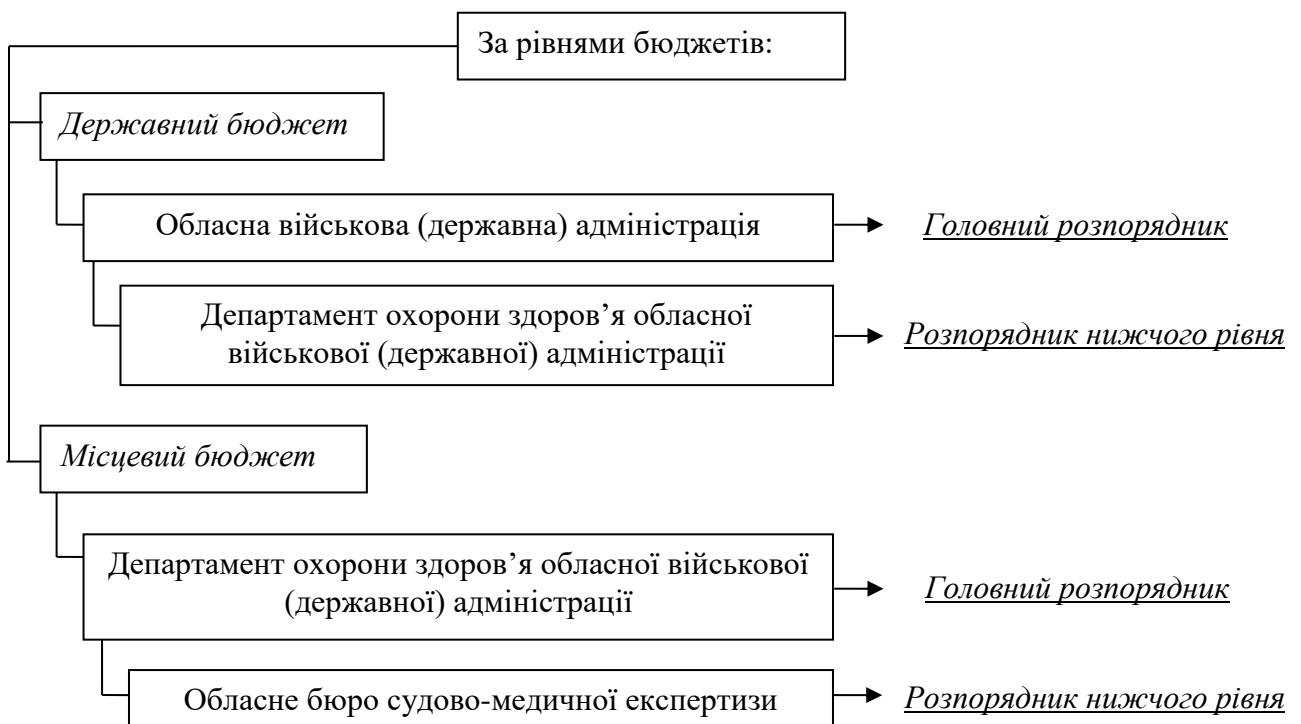 За рівнями бюджетів:
Державний бюджет
Обласна військова (державна) адміністрація
Головний розпорядник
Департамент охорони здоров’я обласної
військової (державної) адміністрації
Розпорядник нижчого рівня
Місцевий бюджет
Департамент охорони здоров’я обласної військової
(державної) адміністрації
Головний розпорядник
Обласне бюро судово-медичної експертизи
Розпорядник нижчого рівня